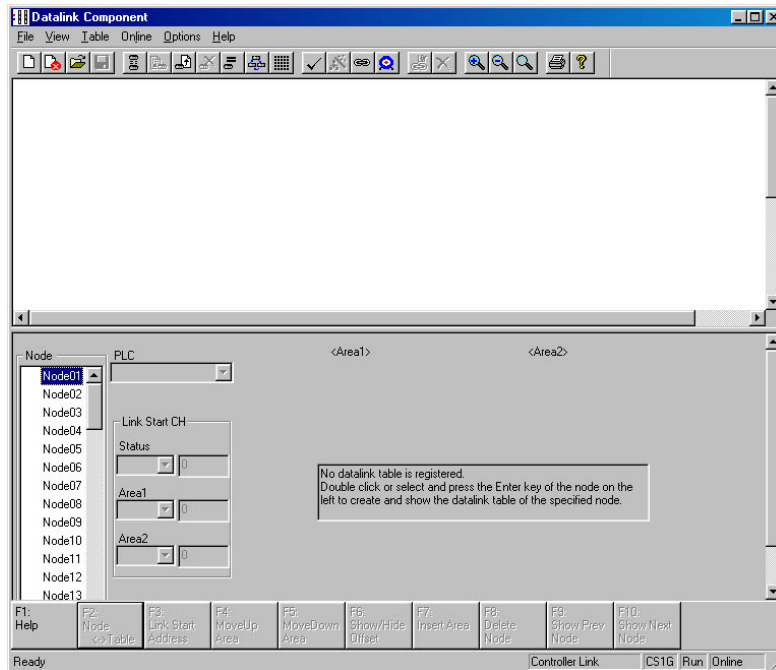 Datalink Component
File View Table Online Options Help
Node
PLC
<Area1>
<Area2>
Node01
Node02
Node03
Node04
Node05
Node06
Node07
Node08
Node09
Node10
Node11
Node12
Node13
Link Start CH
Status
0
Area1
0
Area2
0
No datalink table is registered.
Double click or select and press the Enter key of the node on the
left to create and show the datalink table of the specified node.
F1:
Help
F2:
Node
<->Table
F3:
Link Start
Address
F4:
MoveUp
Area
F5:
MoveDown
Area
F6:
Show/Hide
Offset
F7:
Insert Area
F8:
Delete
Node
F9:
Show Prev
Node
F10:
Show Next
Node
Ready
Controller Link
CS1G
Run
Online